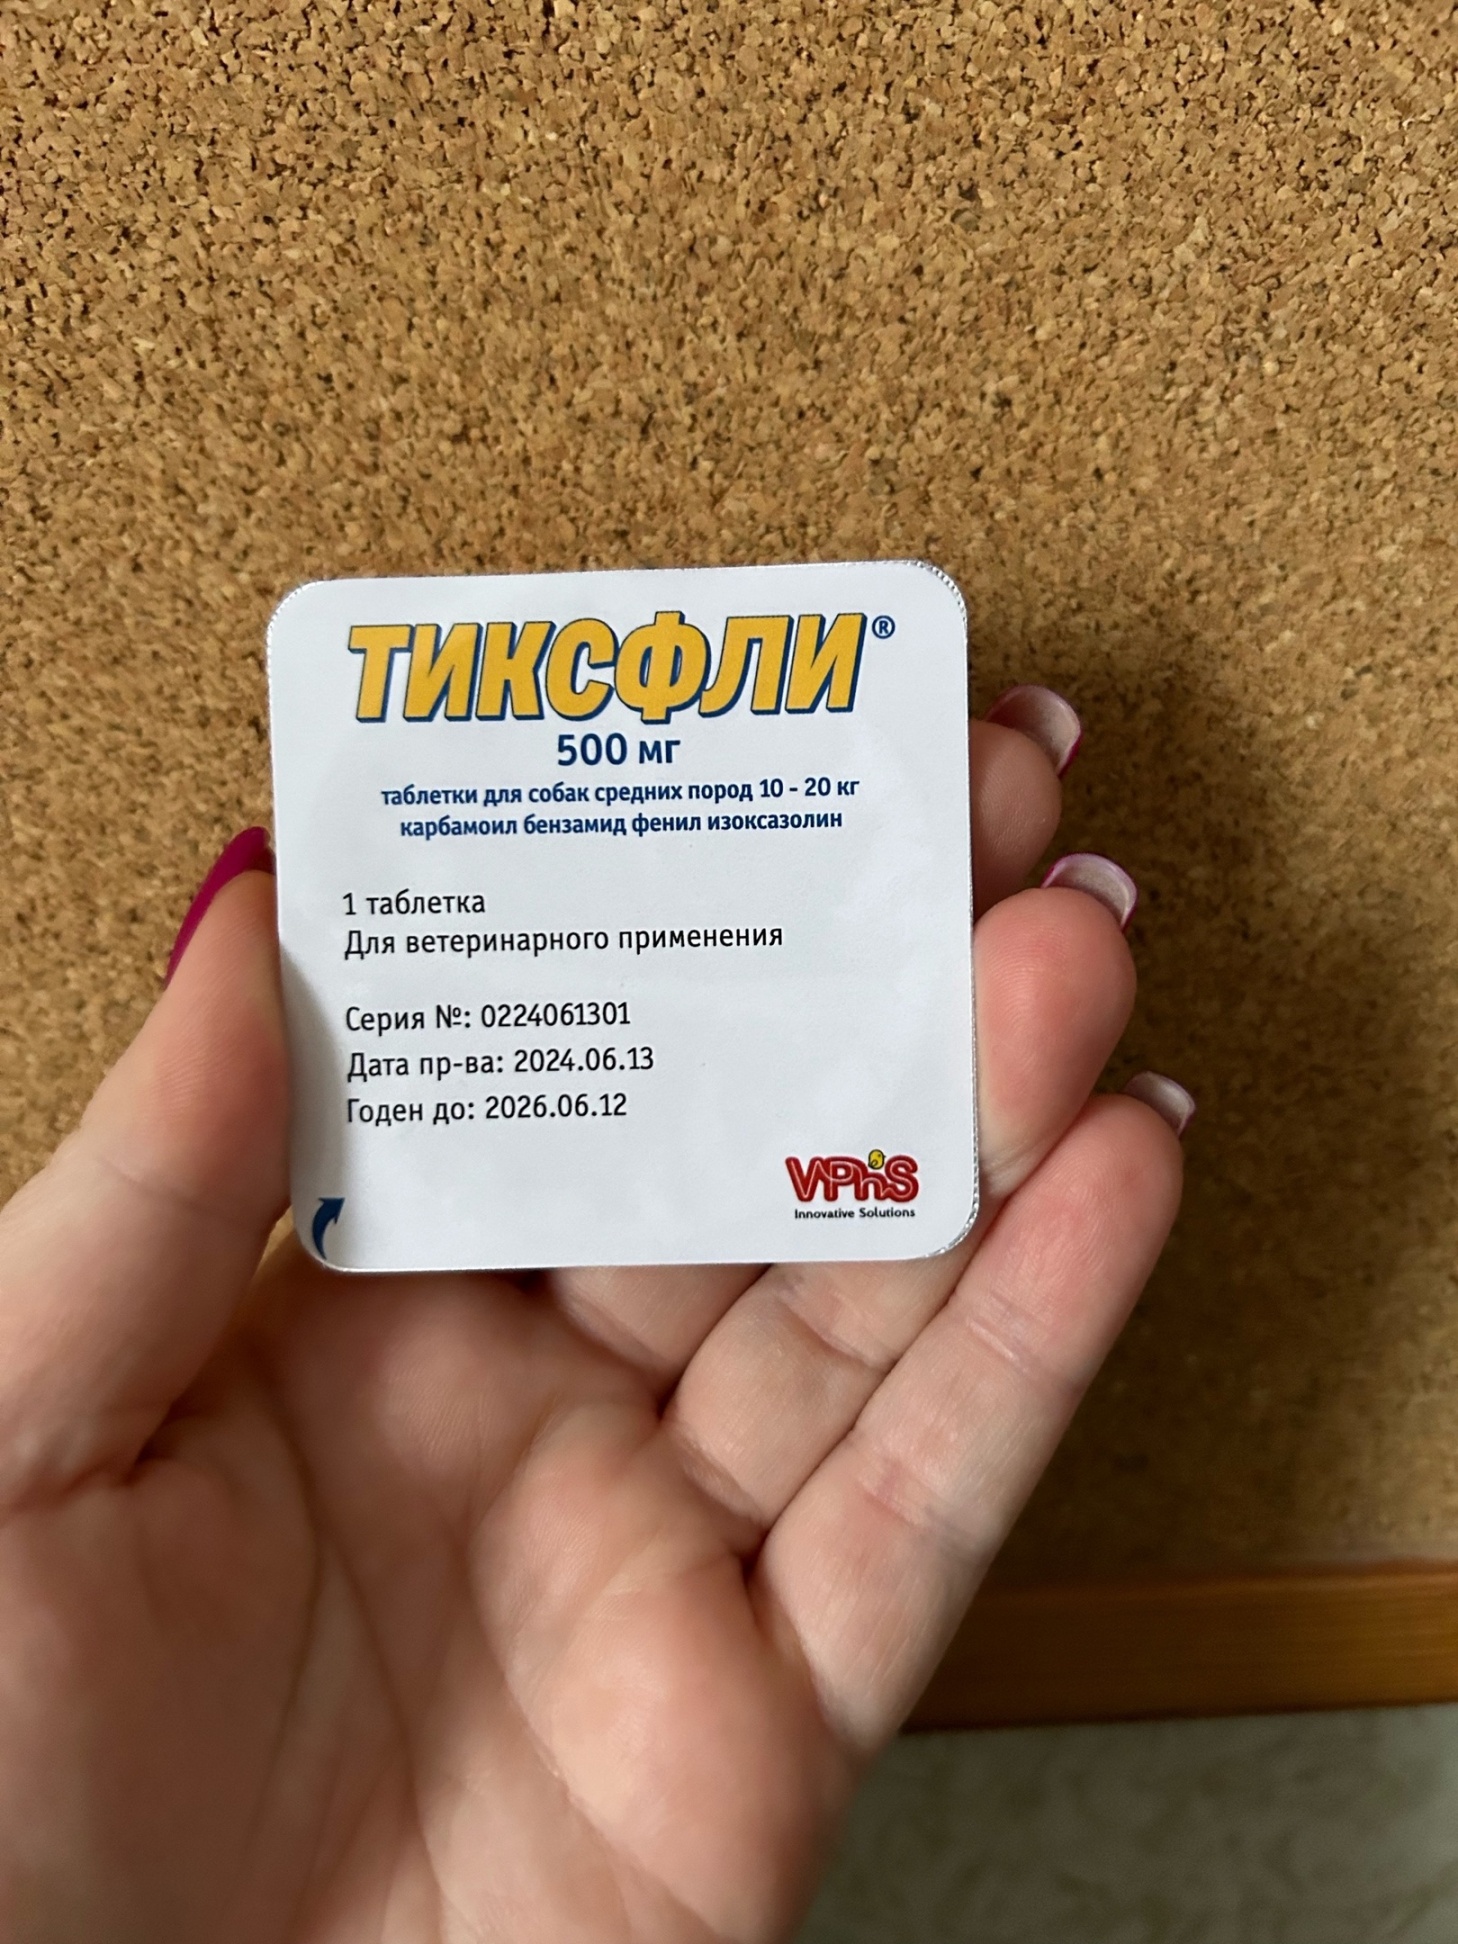 ТИКСФЛИ®
500 мг
таблетки для собак средних пород 10 - 20 кг
карбамоил бензамид фенил изоксазолин
1 таблетка
Для ветеринарного применения
Серия №: 0224061301
Дата пр-ва: 2024.06.13
Годен до: 2026.06.12
VPhiS
Innovative Solutions